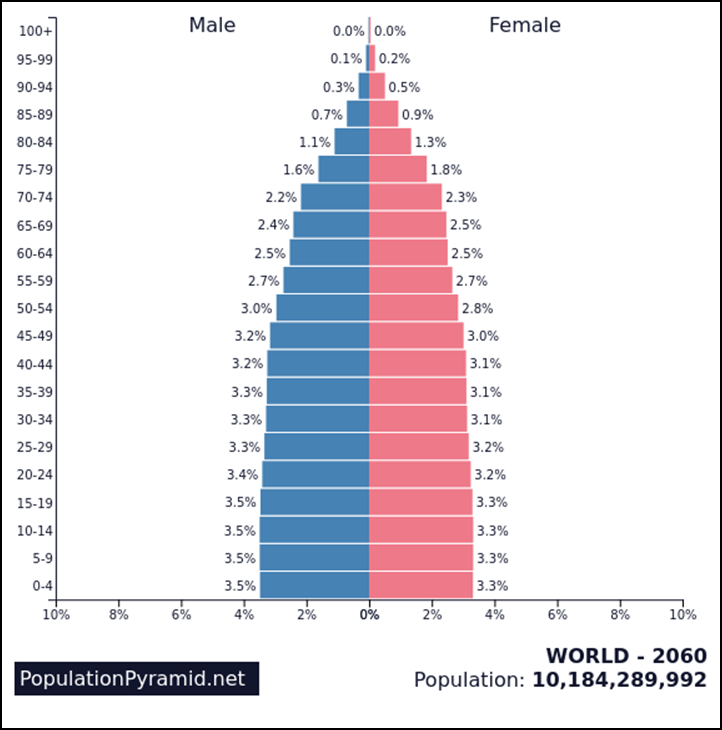 Male Female
100+ 0.0% 0.0%
95-99 0.1% 0.2%
90-94 0.3% 0.5%
85-89 0.7% 0.9%
80-84 1.1% 1.3%
75-79 1.6% 1.8%
70-74 2.2% 2.3%
65-69 2.4% 2.5%
60-64 2.5% 2.5%
55-59 2.7% 2.7%
50-54 3.0% 2.8%
45-49 3.2% 3.0%
40-44 3.2% 3.1%
35-39 3.3% 3.1%
30-34 3.3% 3.1%
25-29 3.3% 3.2%
20-24 3.4% 3.2%
15-19 3.5% 3.3%
10-14 3.5% 3.3%
5-9 3.5% 3.3%
0-4 3.5% 3.3%
10% 8% 6% 4% 2% 0% 2% 4% 6% 8% 10%
WORLD - 2060
PopulationPyramid.net Population: 10,184,289,992